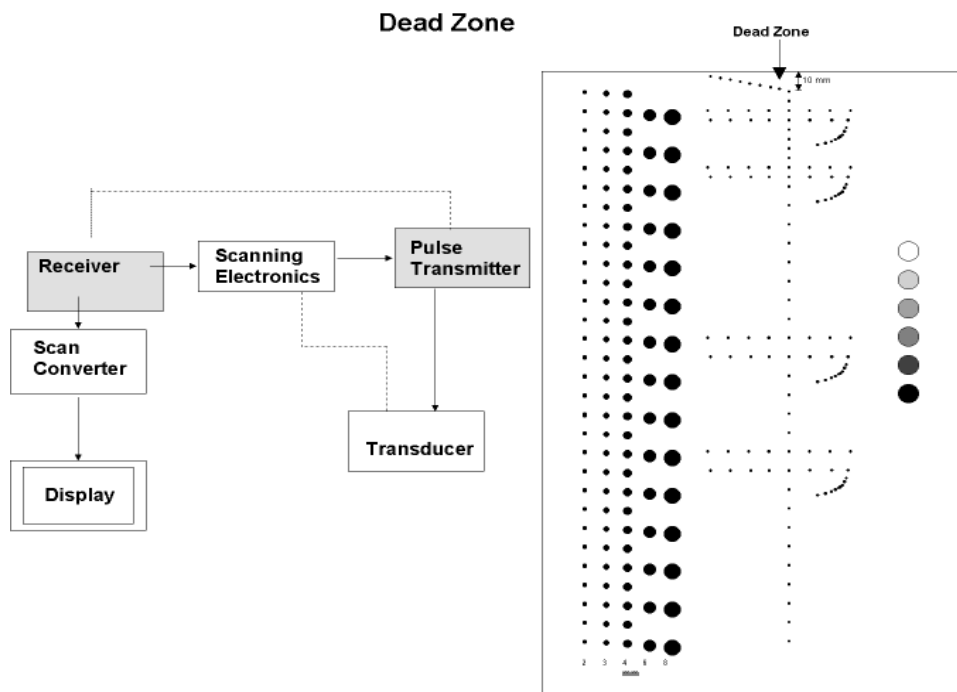 Dead Zone
Dead Zone
10 mm
Receiver
Scanning
Electronics
Pulse
Transmitter
Scan
Converter
Transducer
Display
2 3 4 6 8
mm